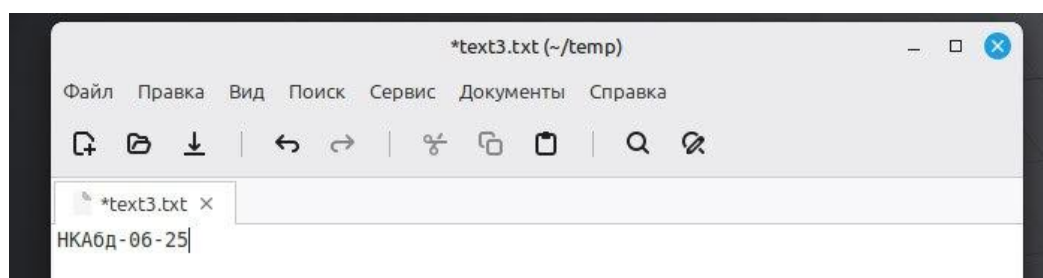 *text3.txt (~/temp)
Файл Правка Вид Поиск Сервис Документы Справка
*text3.txt
НКАбд-06-25